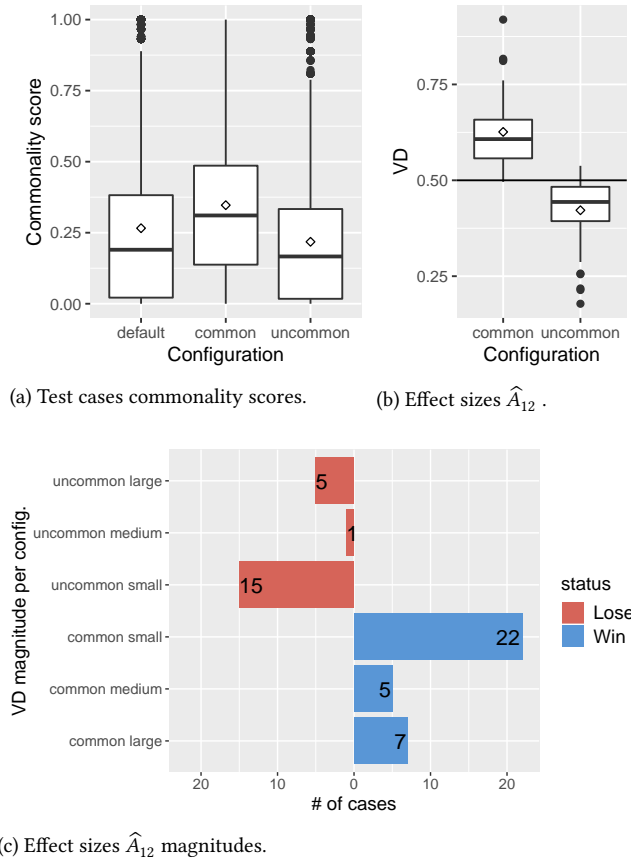 1.00
0.75
0.50
0.25
0.00
Commonality score
default common uncommon
Configuration
0.75
0.50
0.25
VD
common uncommon
Configuration
(a) Test cases commonality scores.
(b) Effect sizes Â12 .
VD magnitude per config.
uncommon large
uncommon medium
uncommon small
common small
common medium
common large
5
1
15
22
5
7
20 10 0 10 20
# of cases
status
Lose
Win
(c) Effect sizes Â12 magnitudes.